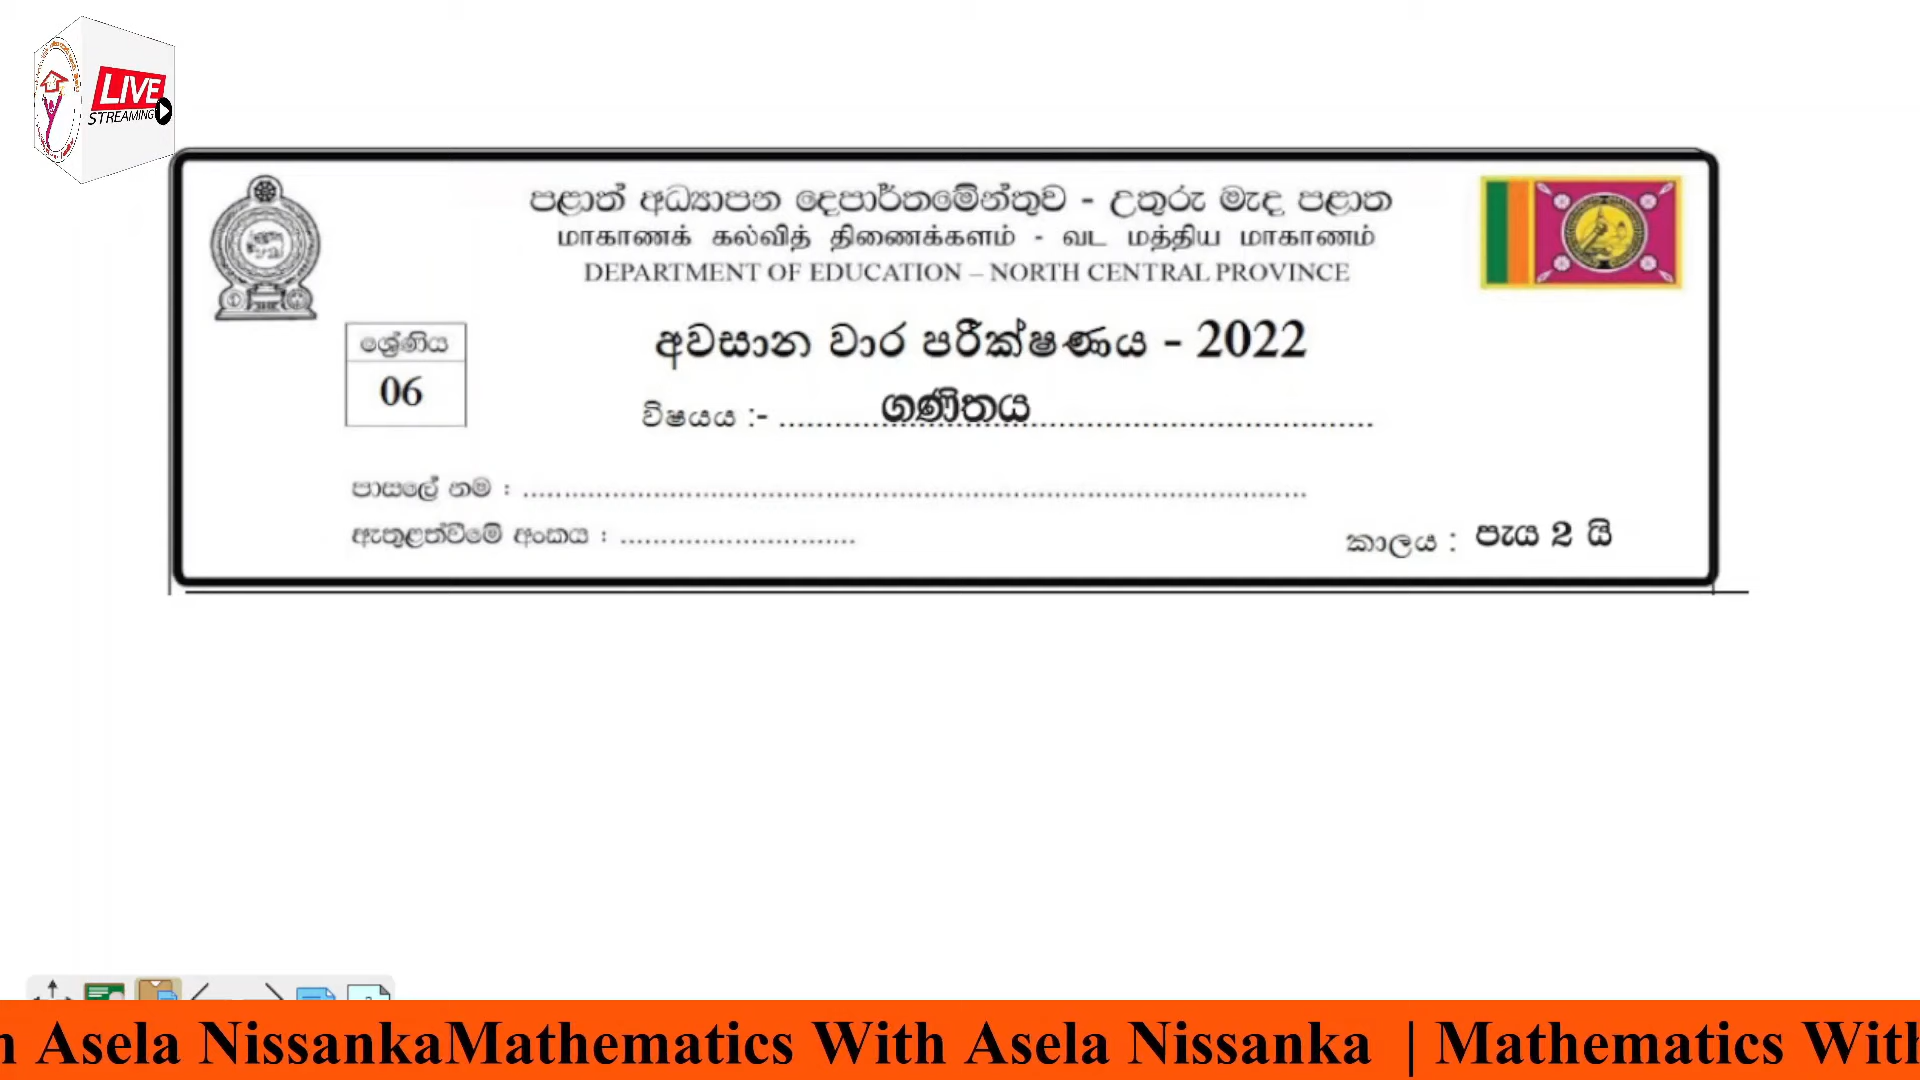 LIVE
STREAMING
පළාත් අධ්‍යාපන දෙපාර්තමේන්තුව - උතුරු මැද පළාත
மாகாணக் கல்வித் திணைக்களம் - வட மத்திய மாகாணம்
DEPARTMENT OF EDUCATION – NORTH CENTRAL PROVINCE
අවසාන වාර පරීක්ෂණය - 2022
ශ්‍රේණිය
06
විෂයය :- ගණිතය
පාසලේ නම :
ඇතුළත්වීමේ අංකය :
කාලය : පැය 2 යි
h Asela NissankaMathematics With Asela Nissanka | Mathematics With